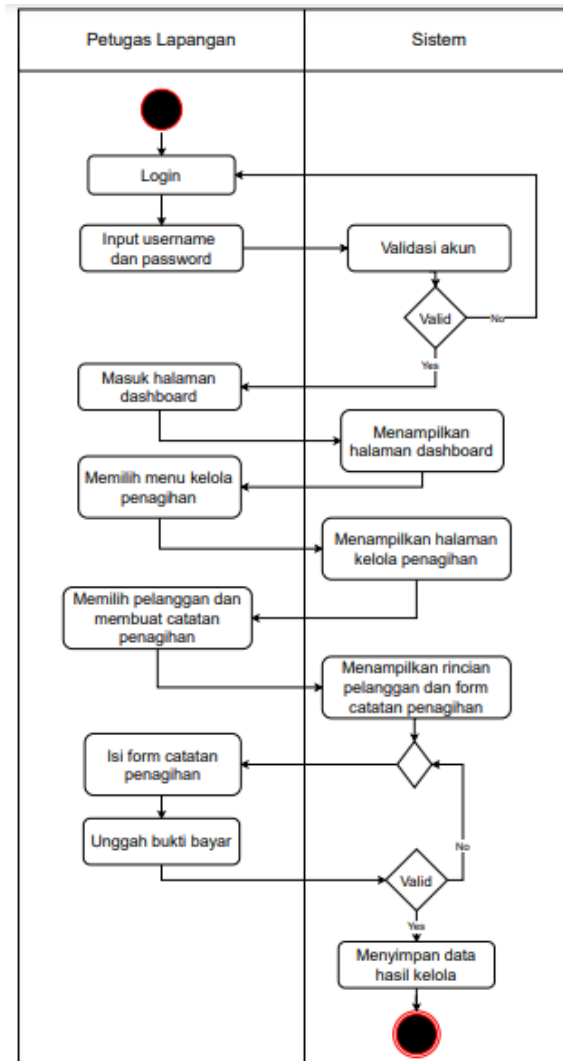 Petugas Lapangan
Sistem
Login
Input username
dan password
Validasi akun
Valid
No
Yes
Masuk halaman
dashboard
Menampilkan
halaman dashboard
Memilih menu kelola
penagihan
Menampilkan halaman
kelola penagihan
Memilih pelanggan dan
membuat catatan
penagihan
Menampilkan rincian
pelanggan dan form
catatan penagihan
Isi form catatan
penagihan
Unggah bukti bayar
No
Valid
Yes
Menyimpan data
hasil kelola